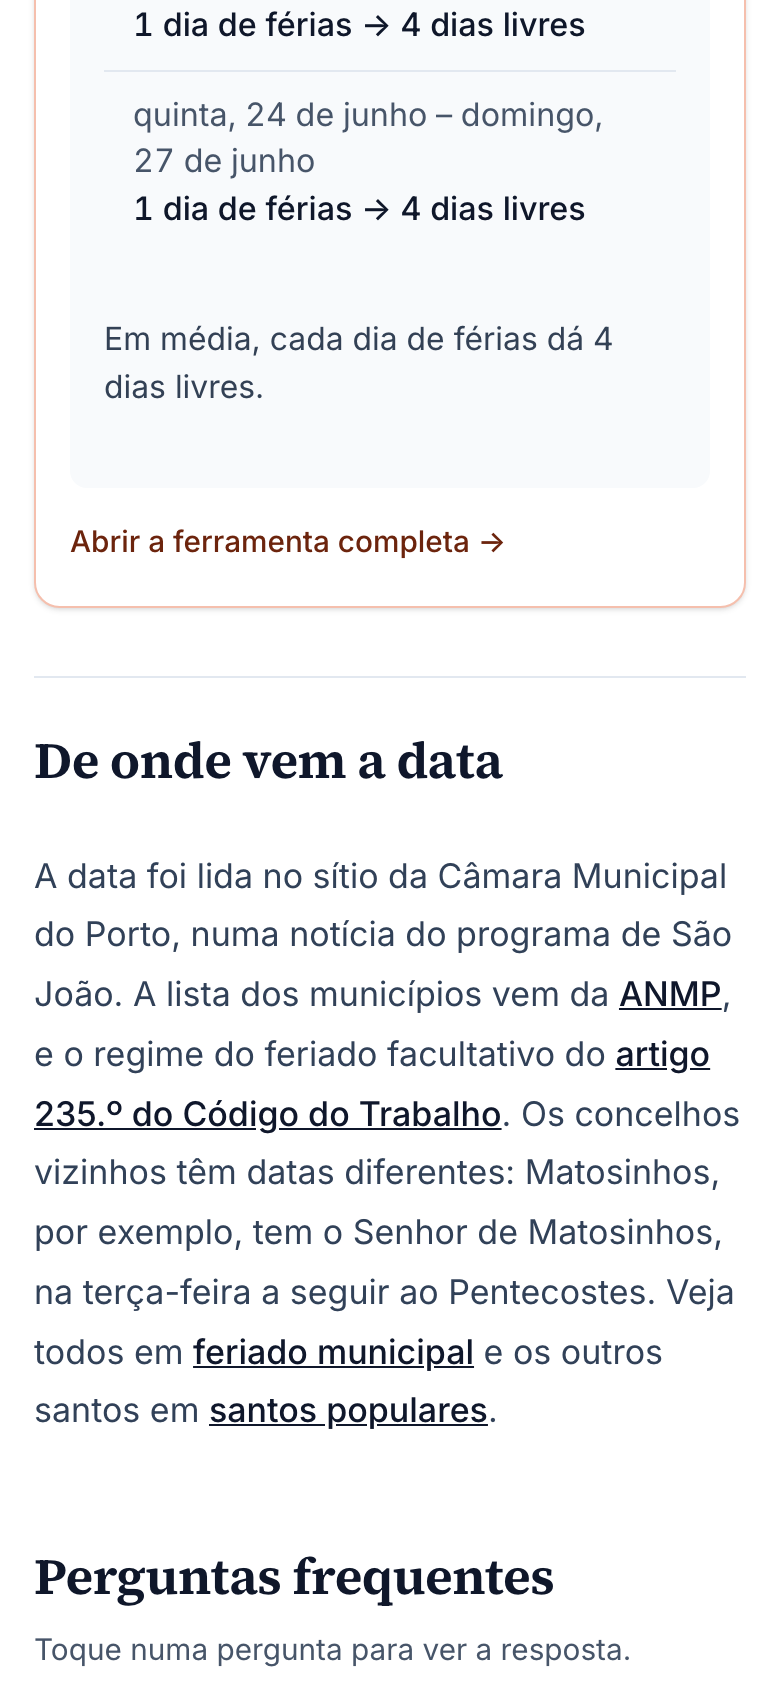 1 dia de férias → 4 dias livres
quinta, 24 de junho – domingo,
27 de junho
1 dia de férias → 4 dias livres
Em média, cada dia de férias dá 4
dias livres.
Abrir a ferramenta completa →
De onde vem a data
A data foi lida no sítio da Câmara Municipal
do Porto, numa notícia do programa de São
João. A lista dos municípios vem da ANMP,
e o regime do feriado facultativo do artigo
235.º do Código do Trabalho. Os concelhos
vizinhos têm datas diferentes: Matosinhos,
por exemplo, tem o Senhor de Matosinhos,
na terça-feira a seguir ao Pentecostes. Veja
todos em feriado municipal e os outros
santos em santos populares.
Perguntas frequentes
Toque numa pergunta para ver a resposta.